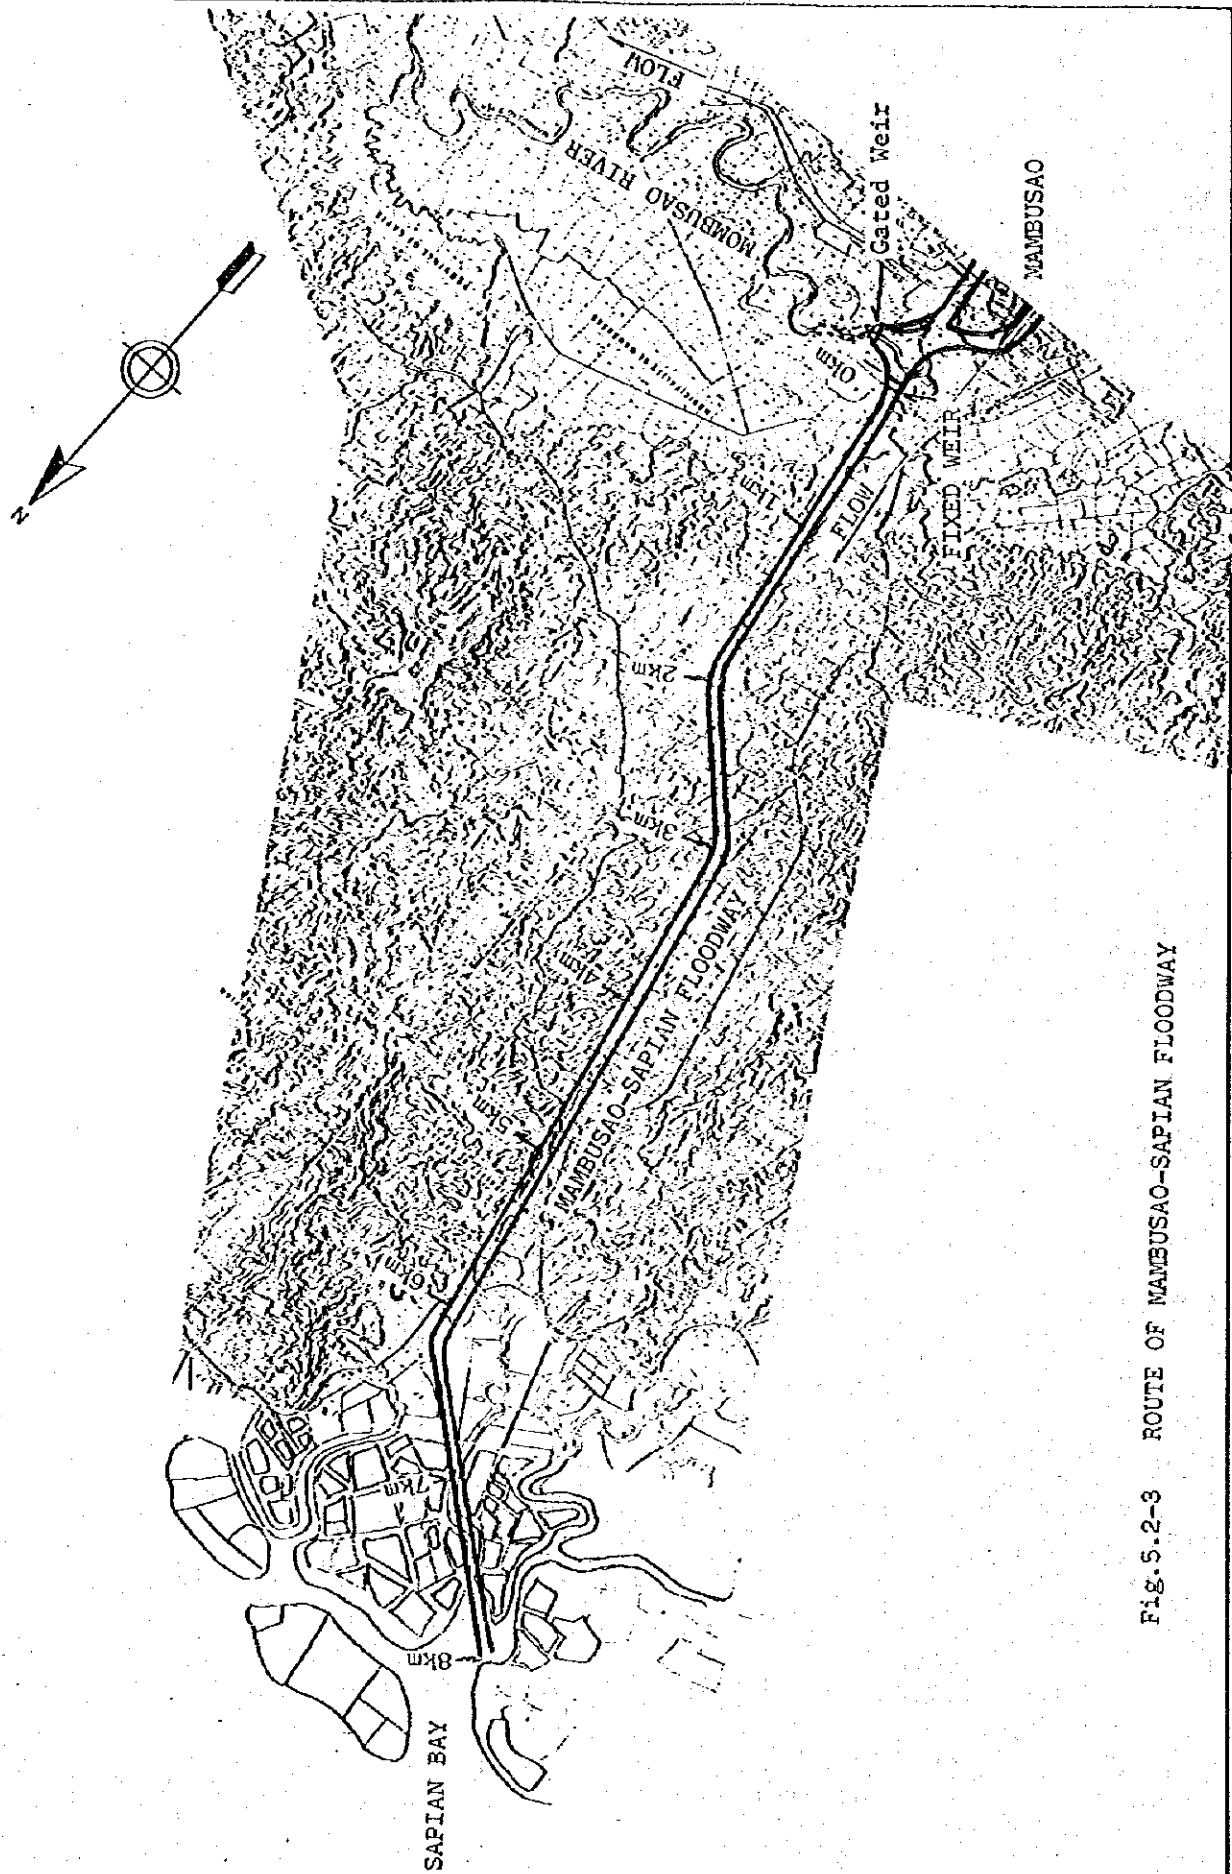 N
FLOW
MOMBUSAO RIVER
Gated Weir
MAMBUSAO
0km
FIXED WEIR
FLOW
1km
2km
3km
4km
MAMBUSAO-SAPIAN FLOODWAY
5km
6km
7km
8km
SAPIAN BAY
Fig.5.2-3 ROUTE OF MAMBUSAO-SAPIAN FLOODWAY